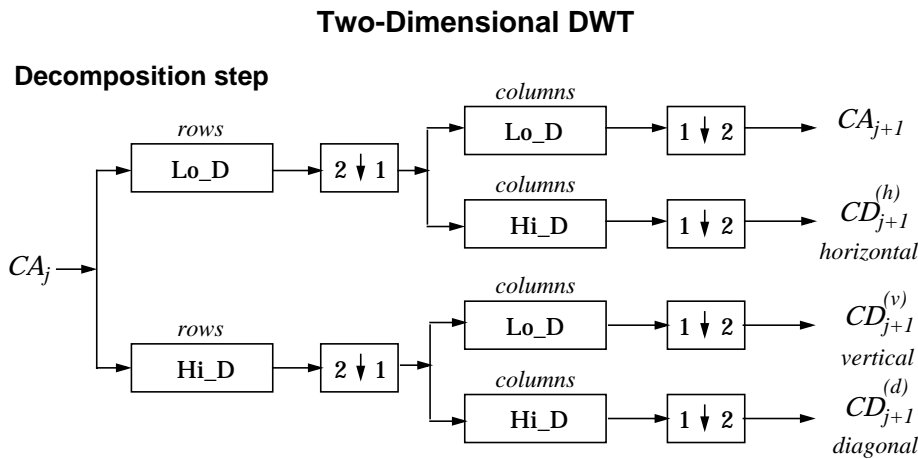 Two-Dimensional DWT
Decomposition step
columns
rows
Lo_D
1 ↓ 2
CA_{j+1}
Lo_D
2 ↓ 1
columns
Hi_D
1 ↓ 2
CD_{j+1}^{(h)}
horizontal
CA_j
columns
rows
Lo_D
1 ↓ 2
CD_{j+1}^{(v)}
vertical
Hi_D
2 ↓ 1
columns
Hi_D
1 ↓ 2
CD_{j+1}^{(d)}
diagonal